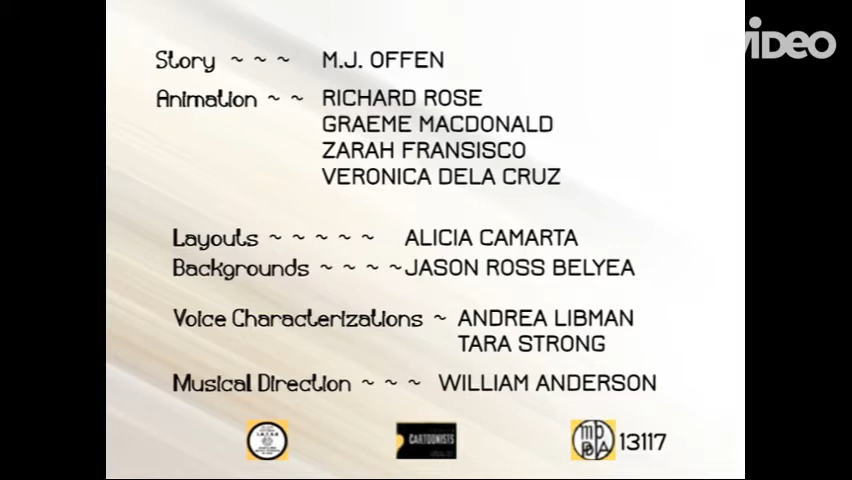 VIDEO
Story ~ ~ ~ M.J. OFFEN
Animation ~ ~ RICHARD ROSE
GRAEME MACDONALD
ZARAH FRANSISCO
VERONICA DELA CRUZ
Layouts ~ ~ ~ ~ ~ ALICIA CAMARTA
Backgrounds ~ ~ ~ ~ JASON ROSS BELYEA
Voice Characterizations ~ ANDREA LIBMAN
TARA STRONG
Musical Direction ~ ~ ~ WILLIAM ANDERSON
CARTOONISTS
13117